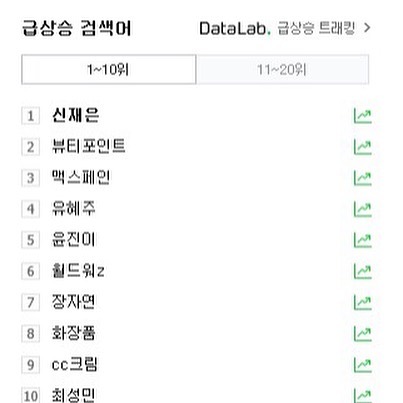 급상승 검색어 DataLab. 급상승 트래킹 >
1~10위 11~20위
1 신재은
2 뷰티포인트
3 맥스페인
4 유혜주
5 윤진이
6 월드워z
7 장자연
8 화장품
9 cc크림
10 최성민